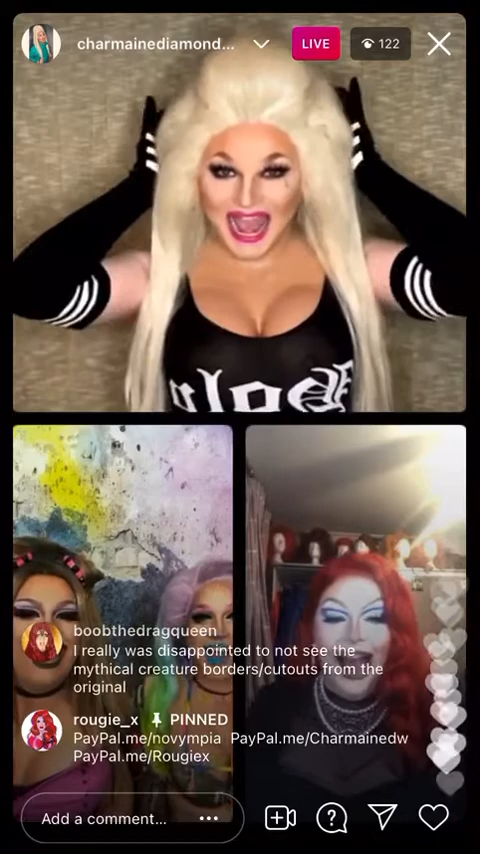 charmainediamond...
LIVE
122
boobthedragqueen
I really was disappointed to not see the
mythical creature borders/cutouts from the
original
rougie_x PINNED
PayPal.me/novympia PayPal.me/Charmainedw
PayPal.me/Rougiex
Add a comment...